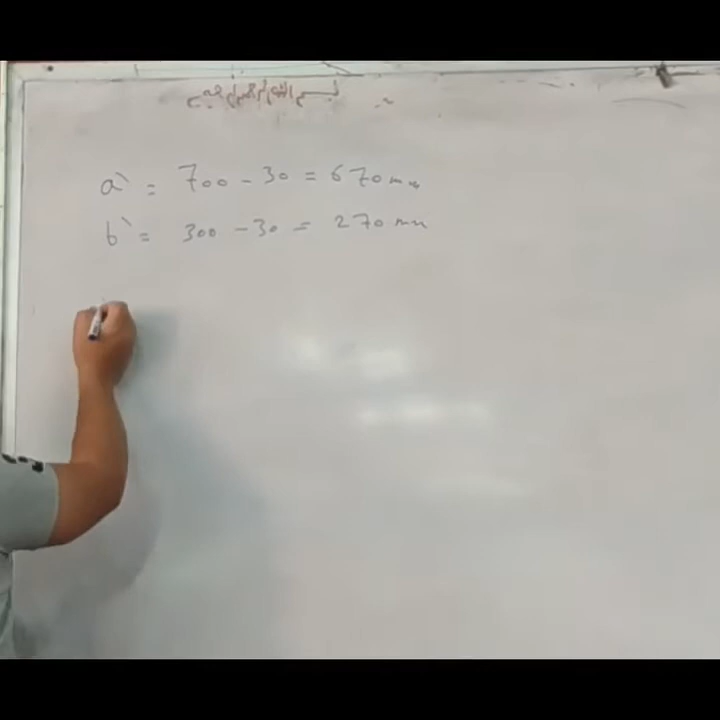 بسم الله الرحمن الرحيم
a` = 700 - 30 = 670 mm
b` = 300 - 30 = 270 mm